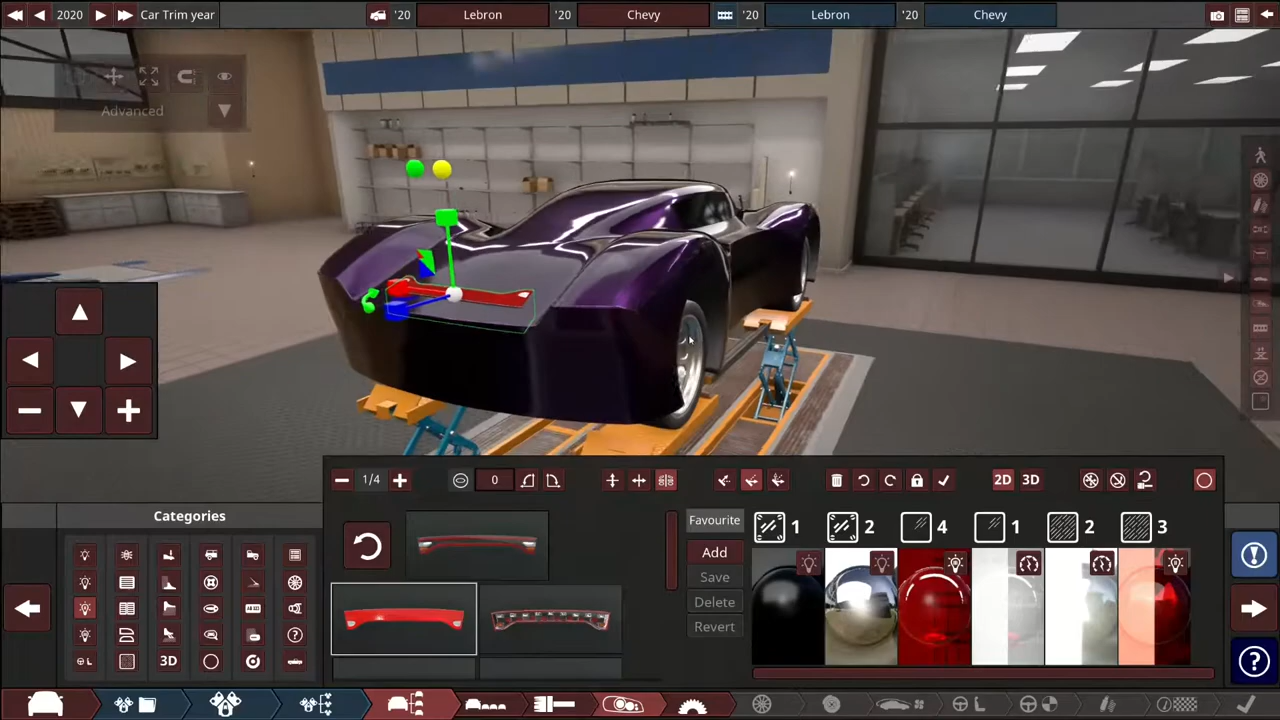 2020 Car Trim year '20 Lebron '20 Chevy '20 Lebron '20 Chevy
Advanced
1/4 0 2D 3D
Categories
Favourite 1 2 4 1 2 3
Add
Save
Delete
Revert
L 3D
?